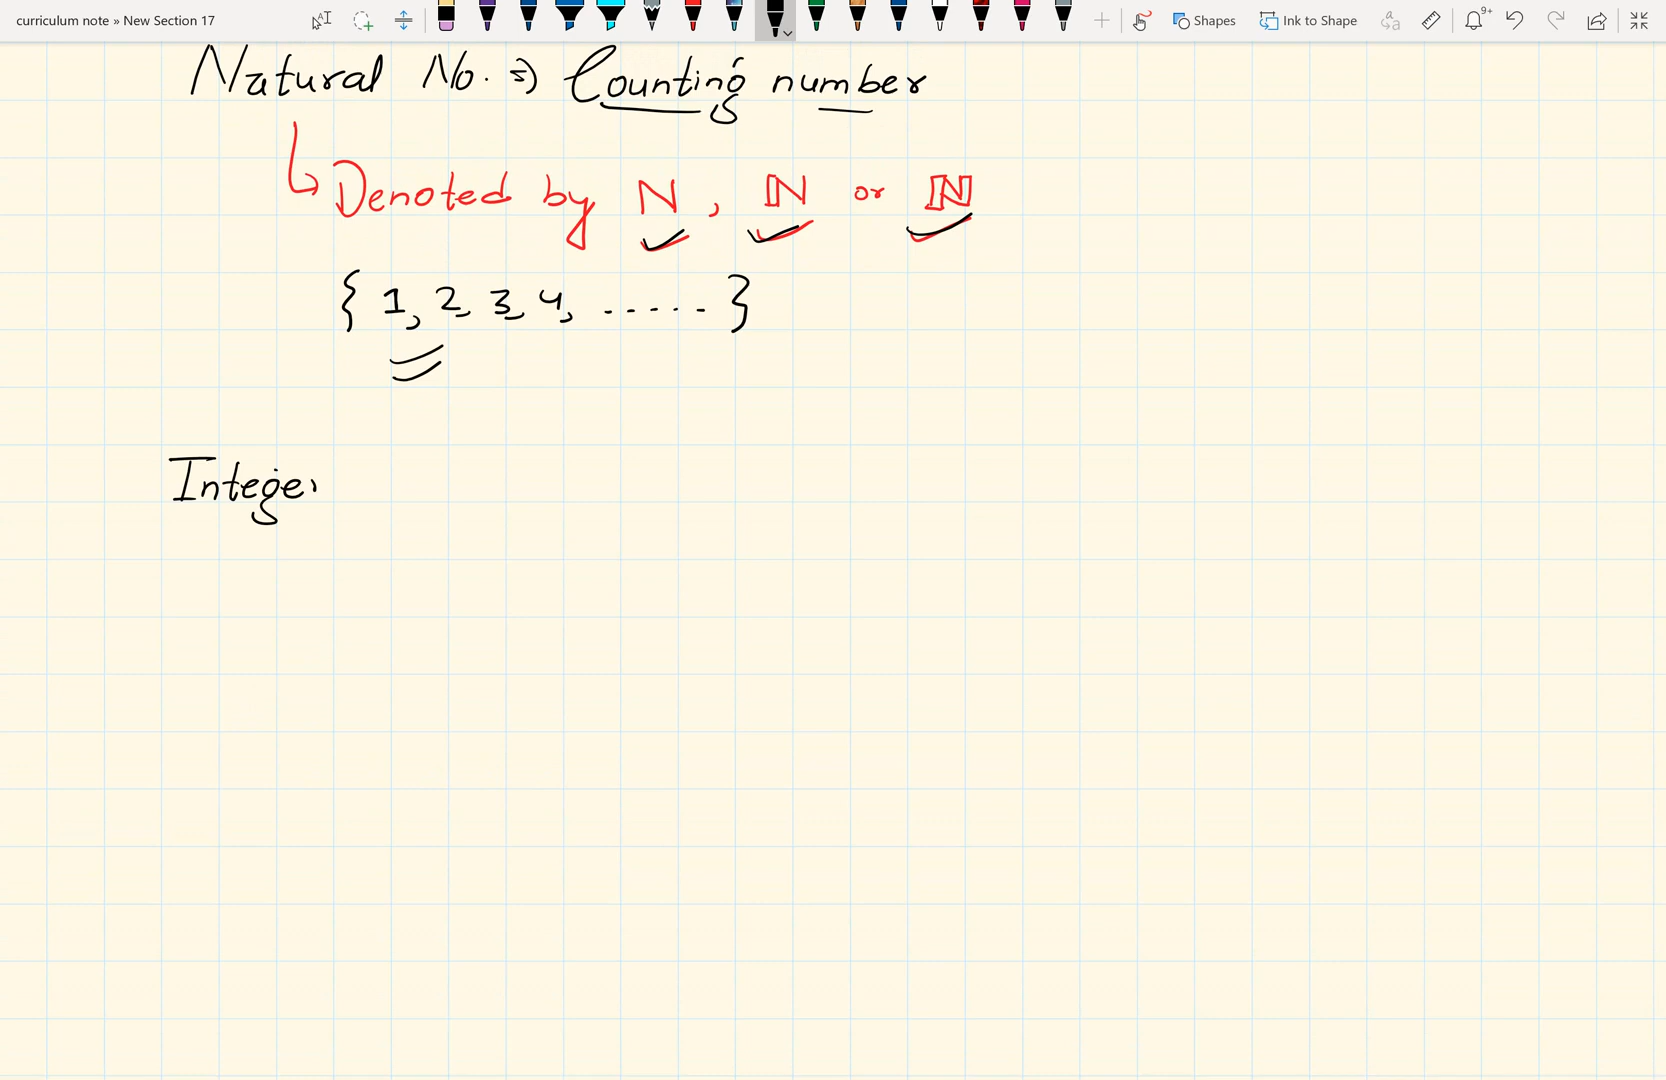 curriculum note » New Section 17
Shapes
Ink to Shape
9+
Natural No. ⇒ Counting number
Denoted by N, ℕ or ℕ
{ 1, 2, 3, 4, ..... }
Integer